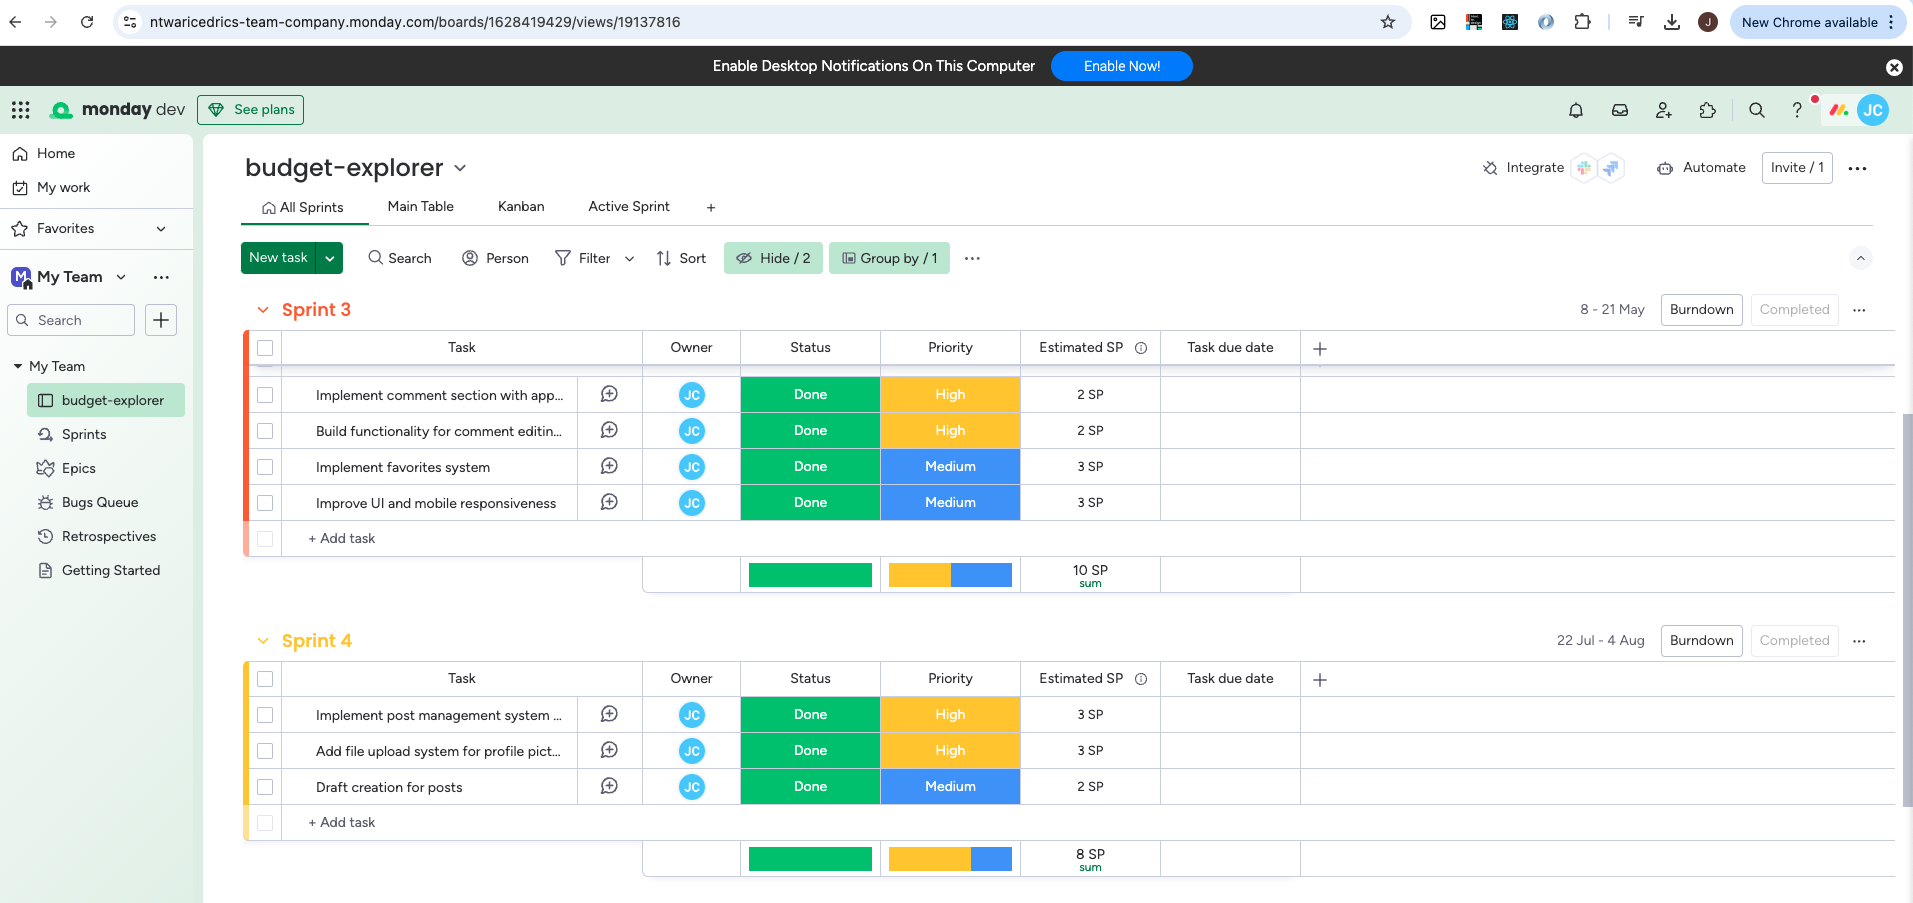 ntwaricedrics-team-company.monday.com/boards/1628419429/views/19137816
J
New Chrome available
Enable Desktop Notifications On This Computer
Enable Now!
monday dev
See plans
?
JC
Home
My work
Favorites
M
My Team
Search
My Team
budget-explorer
Sprints
Epics
Bugs Queue
Retrospectives
Getting Started
budget-explorer
Integrate
Automate
Invite / 1
All Sprints
Main Table
Kanban
Active Sprint
+
New task
Search
Person
Filter
Sort
Hide / 2
Group by / 1
Sprint 3
8 - 21 May
Burndown
Completed
Task Owner Status Priority Estimated SP Task due date
Implement comment section with app... JC Done High 2 SP
Build functionality for comment editin... JC Done High 2 SP
Implement favorites system JC Done Medium 3 SP
Improve UI and mobile responsiveness JC Done Medium 3 SP
+ Add task
10 SP
sum
Sprint 4
22 Jul - 4 Aug
Burndown
Completed
Task Owner Status Priority Estimated SP Task due date
Implement post management system ... JC Done High 3 SP
Add file upload system for profile pict... JC Done High 3 SP
Draft creation for posts JC Done Medium 2 SP
+ Add task
8 SP
sum